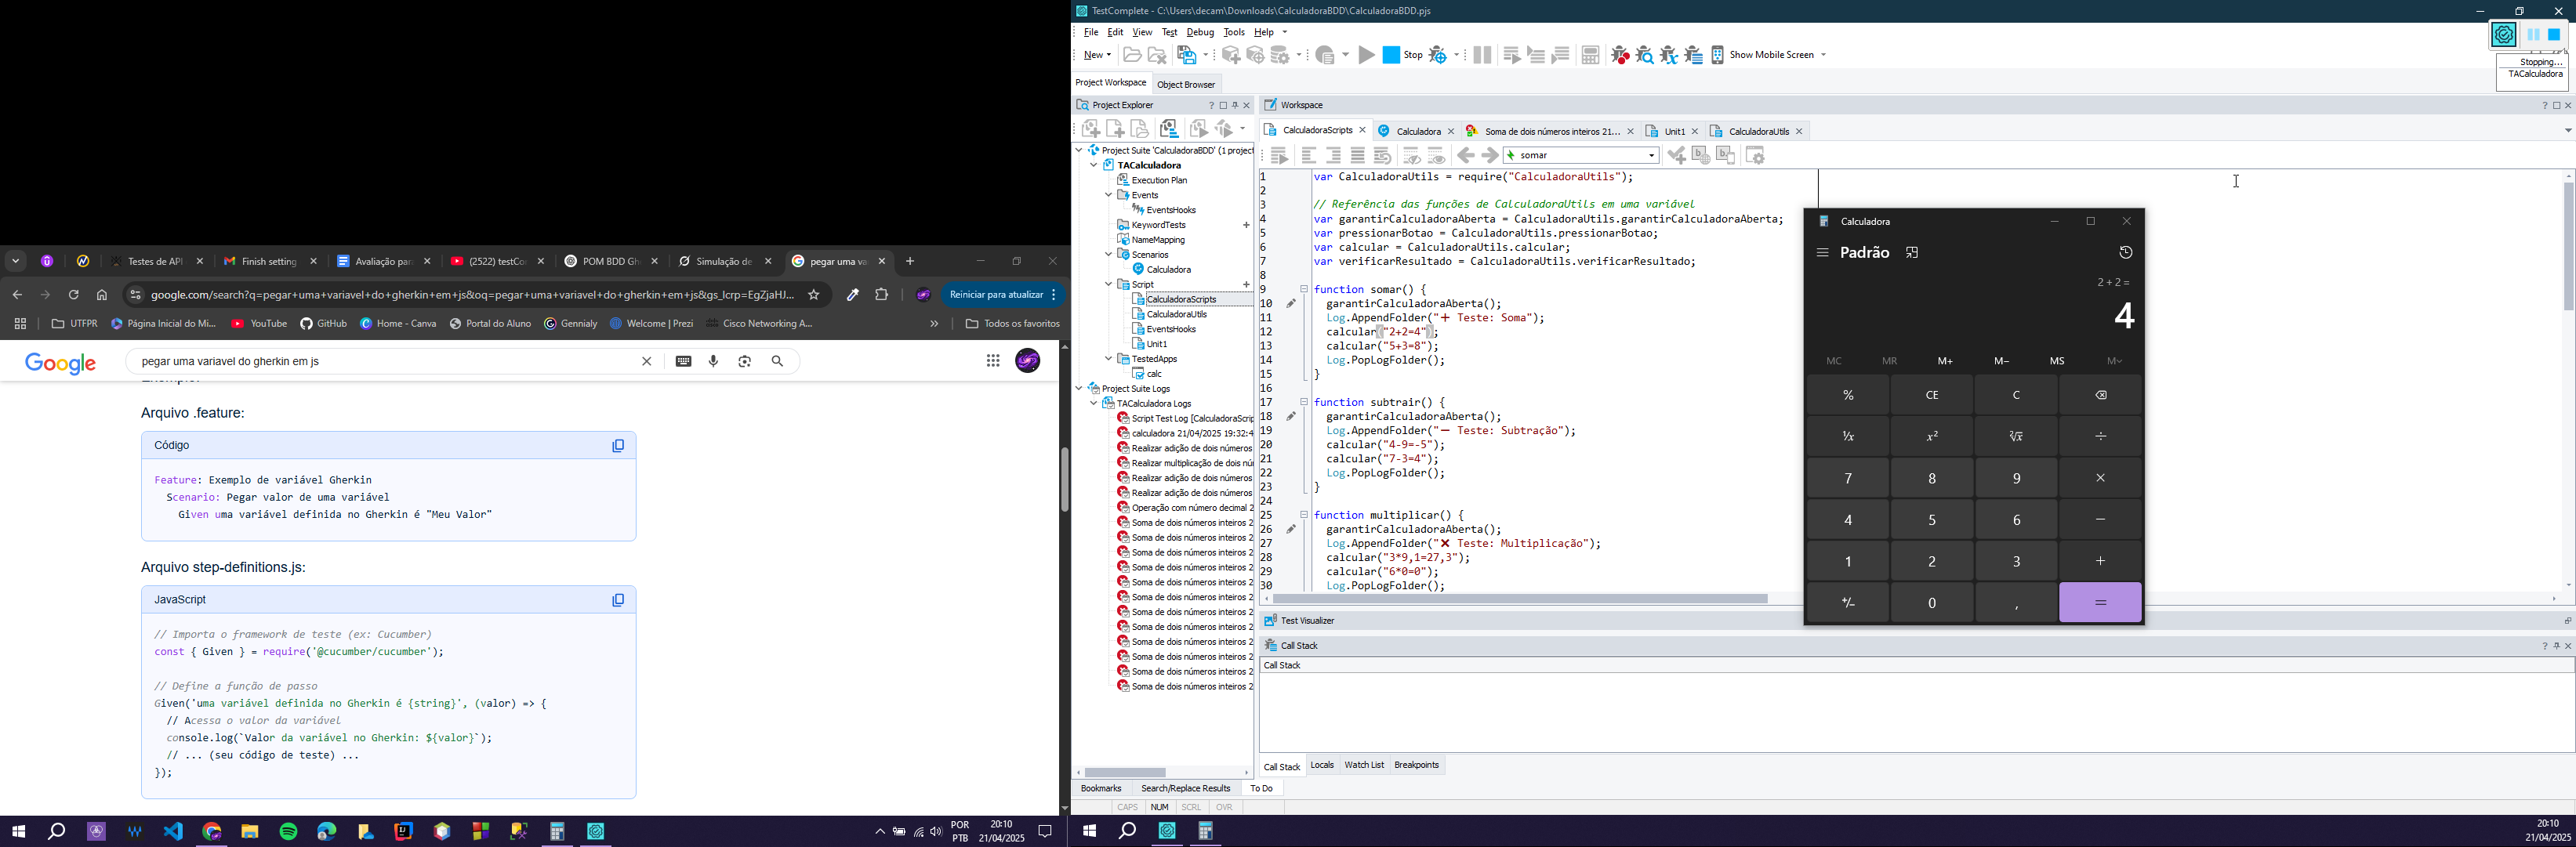 Testes de API
Finish setting
Avaliação par
(2522) testCo
POM BDD Gh
Simulação de
pegar uma va
google.com/search?q=pegar+uma+variavel+do+gherkin+em+js&oq=pegar+uma+variavel+do+gherkin+em+js&gs_lcrp=EgZjaHJ...
Reiniciar para atualizar
UTFPR
Página Inicial do Mi...
YouTube
GitHub
Home - Canva
Portal do Aluno
Gennialy
Welcome | Prezi
Cisco Networking A...
Todos os favoritos
Google
pegar uma variavel do gherkin em js
Exemplo:
Arquivo .feature:
Código
Feature: Exemplo de variável Gherkin
Scenario: Pegar valor de uma variável
Given uma variável definida no Gherkin é "Meu Valor"
Arquivo step-definitions.js:
JavaScript
// Importa o framework de teste (ex: Cucumber)
const { Given } = require('@cucumber/cucumber');
// Define a função de passo
Given('uma variável definida no Gherkin é {string}', (valor) => {
// Acessa o valor da variável
console.log(`Valor da variável no Gherkin: ${valor}`);
// ... (seu código de teste) ...
});
POR
PTB
20:10
21/04/2025
TestComplete - C:\Users\decam\Downloads\CalculadoraBDD\CalculadoraBDD.pjs
File Edit View Test Debug Tools Help
New
Stop
Show Mobile Screen
Stopping...
TACalculadora
Project Workspace
Object Browser
Project Explorer
Project Suite 'CalculadoraBDD' (1 project
TACalculadora
Execution Plan
Events
EventsHooks
KeywordTests
NameMapping
Scenarios
Calculadora
Script
CalculadoraScripts
CalculadoraUtils
EventsHooks
Unit1
TestedApps
calc
Project Suite Logs
TACalculadora Logs
Script Test Log [CalculadoraScrip
calculadora 21/04/2025 19:32:4
Realizar adição de dois números
Realizar multiplicação de dois nú
Realizar adição de dois números
Realizar adição de dois números
Operação com número decimal 2
Soma de dois números inteiros 2
Soma de dois números inteiros 2
Soma de dois números inteiros 2
Soma de dois números inteiros 2
Soma de dois números inteiros 2
Soma de dois números inteiros 2
Soma de dois números inteiros 2
Soma de dois números inteiros 2
Soma de dois números inteiros 2
Soma de dois números inteiros 2
Soma de dois números inteiros 2
Soma de dois números inteiros 2
Bookmarks
Search/Replace Results
To Do
Workspace
CalculadoraScripts
Calculadora
Soma de dois números inteiros 21...
Unit1
CalculadoraUtils
somar
1 var CalculadoraUtils = require("CalculadoraUtils");
2
3 // Referência das funções de CalculadoraUtils em uma variável
4 var garantirCalculadoraAberta = CalculadoraUtils.garantirCalculadoraAberta;
5 var pressionarBotao = CalculadoraUtils.pressionarBotao;
6 var calcular = CalculadoraUtils.calcular;
7 var verificarResultado = CalculadoraUtils.verificarResultado;
8
9 function somar() {
10 garantirCalculadoraAberta();
11 Log.AppendFolder("➕ Teste: Soma");
12 calcular("2+2=4");
13 calcular("5+3=8");
14 Log.PopLogFolder();
15 }
16
17 function subtrair() {
18 garantirCalculadoraAberta();
19 Log.AppendFolder("➖ Teste: Subtração");
20 calcular("4-9=-5");
21 calcular("7-3=4");
22 Log.PopLogFolder();
23 }
24
25 function multiplicar() {
26 garantirCalculadoraAberta();
27 Log.AppendFolder("❌ Teste: Multiplicação");
28 calcular("3*9,1=27,3");
29 calcular("6*0=0");
30 Log.PopLogFolder();
Test Visualizer
Call Stack
Call Stack
Call Stack
Locals
Watch List
Breakpoints
CAPS NUM SCRL OVR
Calculadora
Padrão
2 + 2 =
4
MC MR M+ M− MS M˅
% CE C
⅟x x² ²√x ÷
7 8 9 ×
4 5 6 −
1 2 3 +
+/− 0 , =
20:10
21/04/2025